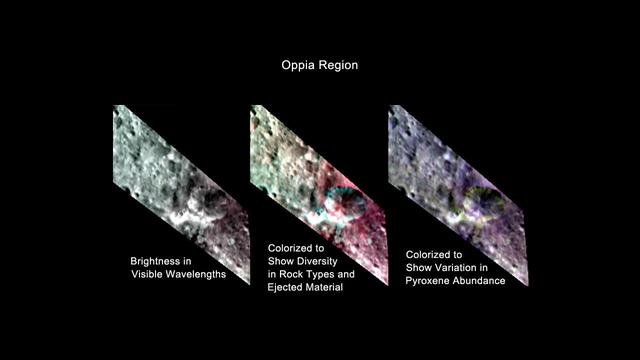 Oppia Region
Brightness in
Visible Wavelengths
Colorized to
Show Diversity
in Rock Types and
Ejected Material
Colorized to
Show Variation in
Pyroxene Abundance